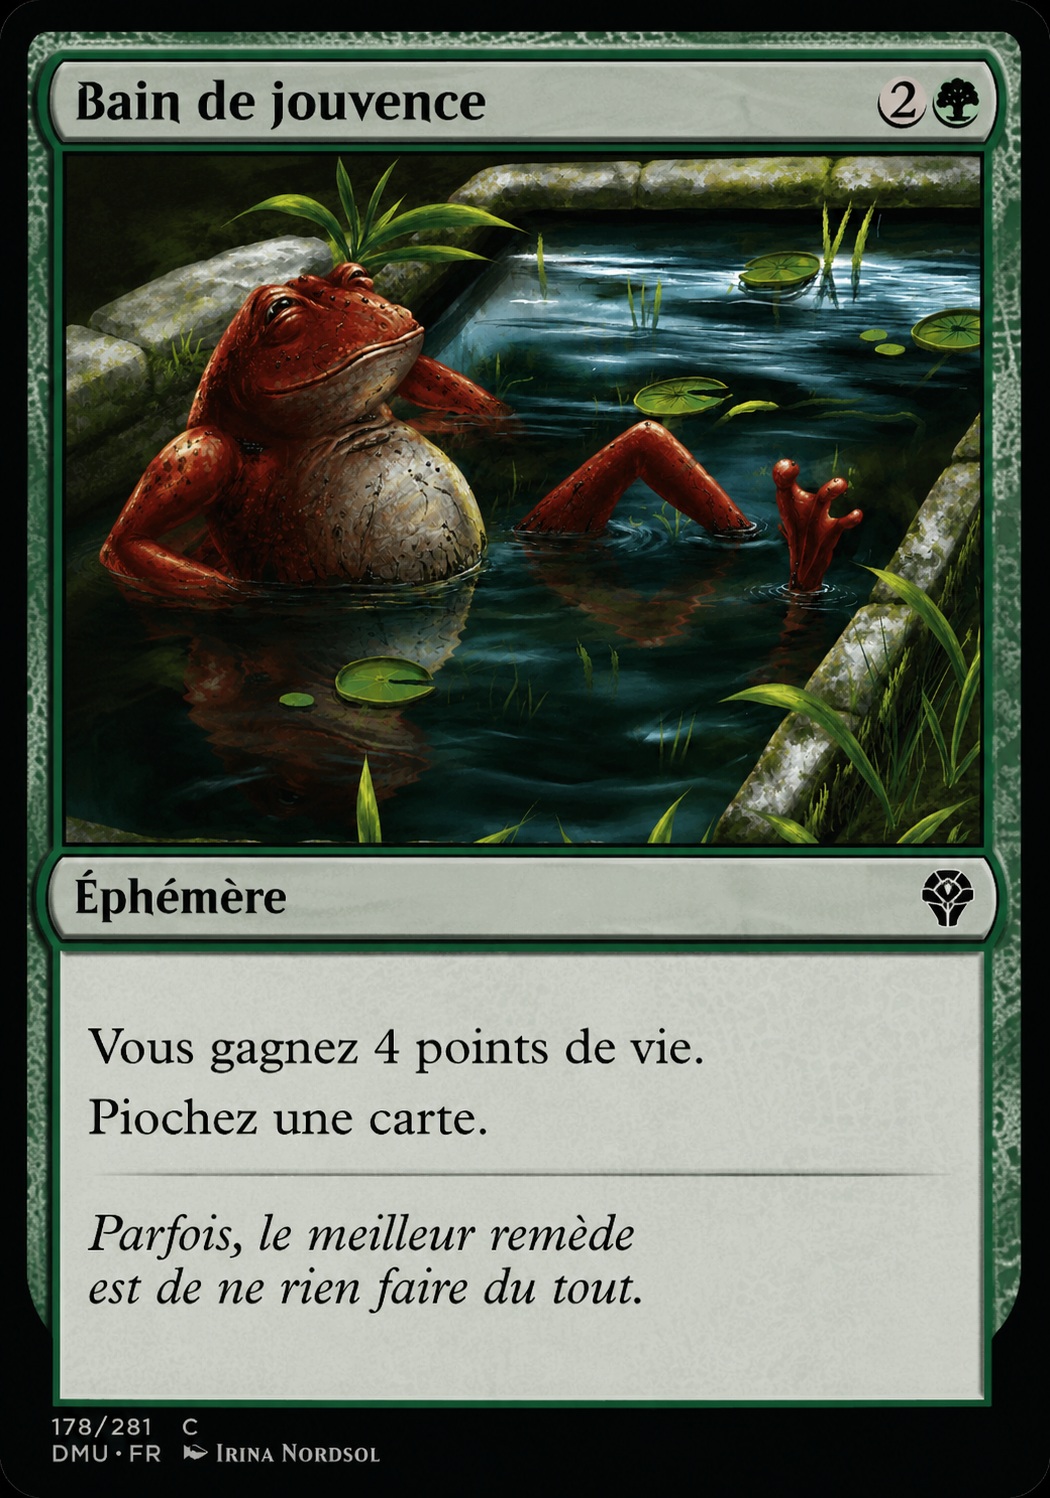 Bain de jouvence 2
Éphémère
Vous gagnez 4 points de vie.
Piochez une carte.
Parfois, le meilleur remède
est de ne rien faire du tout.
178/281 C
DMU • FR Irina Nordsol